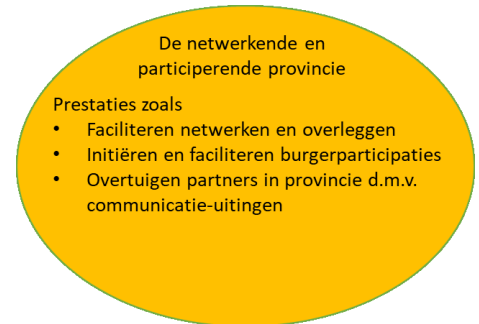 De netwerkende en
participerende provincie
Prestaties zoals
• Faciliteren netwerken en overleggen
• Initiëren en faciliteren burgerparticipaties
• Overtuigen partners in provincie d.m.v.
communicatie-uitingen